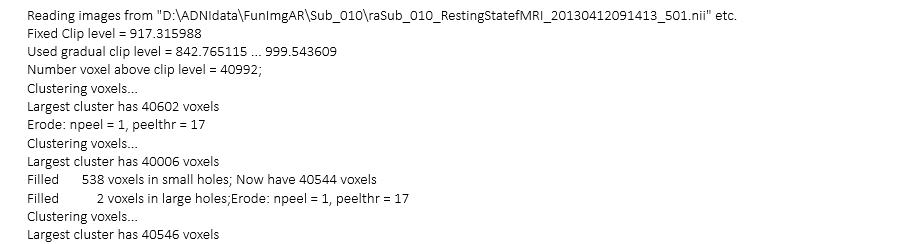 Reading images from "D:\ADNIdata\FunImgAR\Sub_010\raSub_010_RestingStatefMRI_20130412091413_501.nii" etc.
Fixed Clip level = 917.315988
Used gradual clip level = 842.765115 ... 999.543609
Number voxel above clip level = 40992;
Clustering voxels...
Largest cluster has 40602 voxels
Erode: npeel = 1, peelthr = 17
Clustering voxels...
Largest cluster has 40006 voxels
Filled 538 voxels in small holes; Now have 40544 voxels
Filled 2 voxels in large holes;Erode: npeel = 1, peelthr = 17
Clustering voxels...
Largest cluster has 40546 voxels